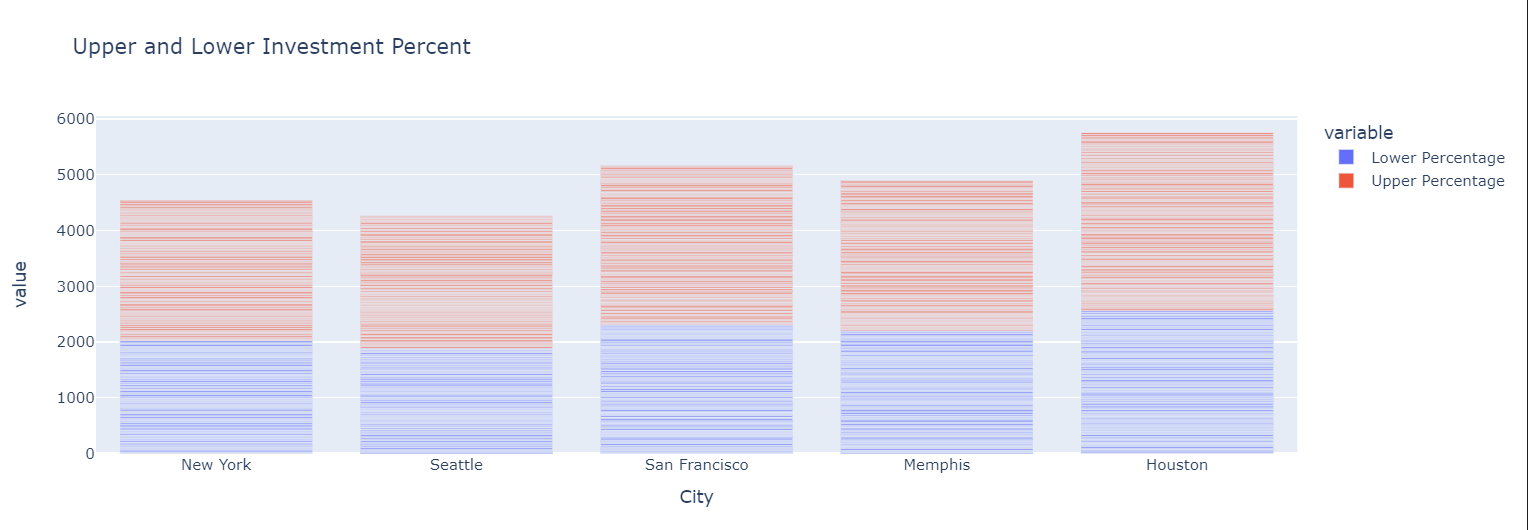 Upper and Lower Investment Percent
6000
5000
4000
3000
2000
1000
0
value
New York Seattle San Francisco Memphis Houston
City
variable
Lower Percentage
Upper Percentage